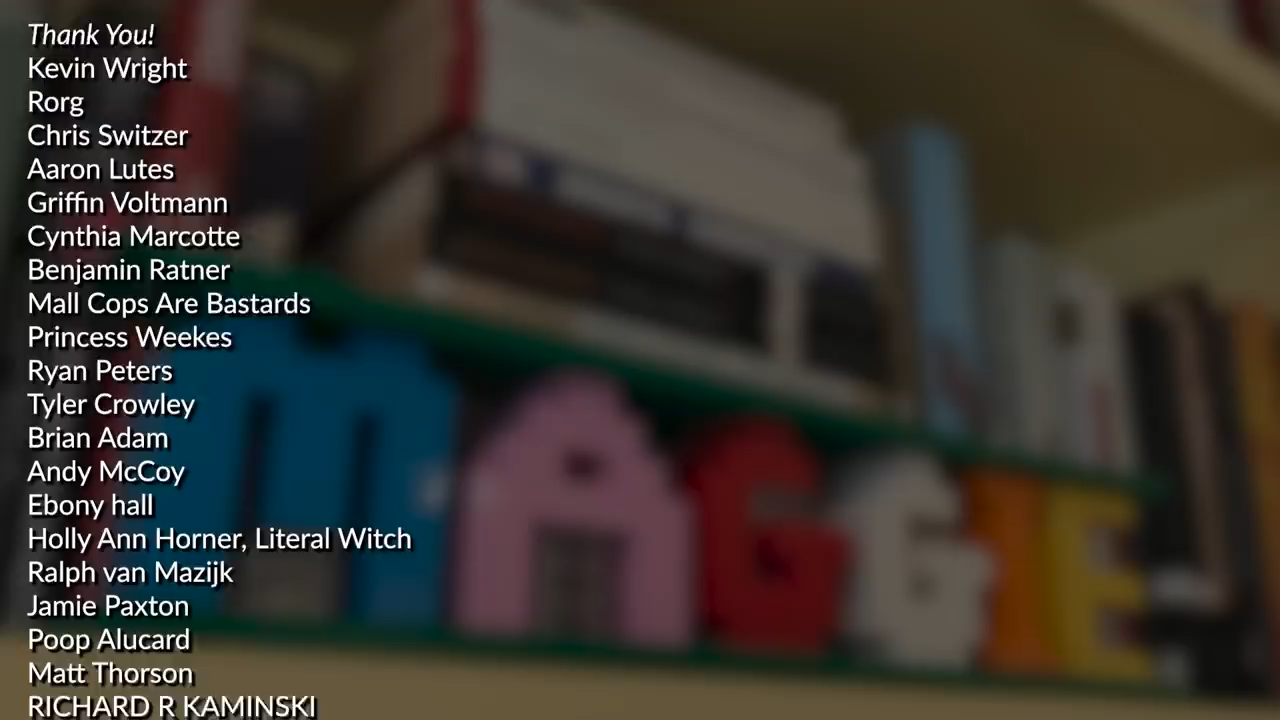 Thank You!
Kevin Wright
Rorg
Chris Switzer
Aaron Lutes
Griffin Voltmann
Cynthia Marcotte
Benjamin Ratner
Mall Cops Are Bastards
Princess Weekes
Ryan Peters
Tyler Crowley
Brian Adam
Andy McCoy
Ebony hall
Holly Ann Horner, Literal Witch
Ralph van Mazijk
Jamie Paxton
Poop Alucard
Matt Thorson
RICHARD R KAMINSKI
MAGGIE